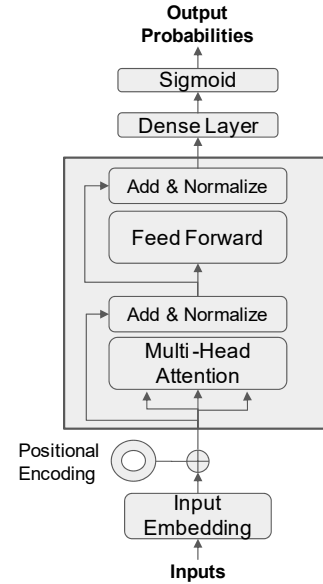 Output
Probabilities
Sigmoid
Dense Layer
Add & Normalize
Feed Forward
Add & Normalize
Multi-Head
Attention
Positional
Encoding
Input
Embedding
Inputs